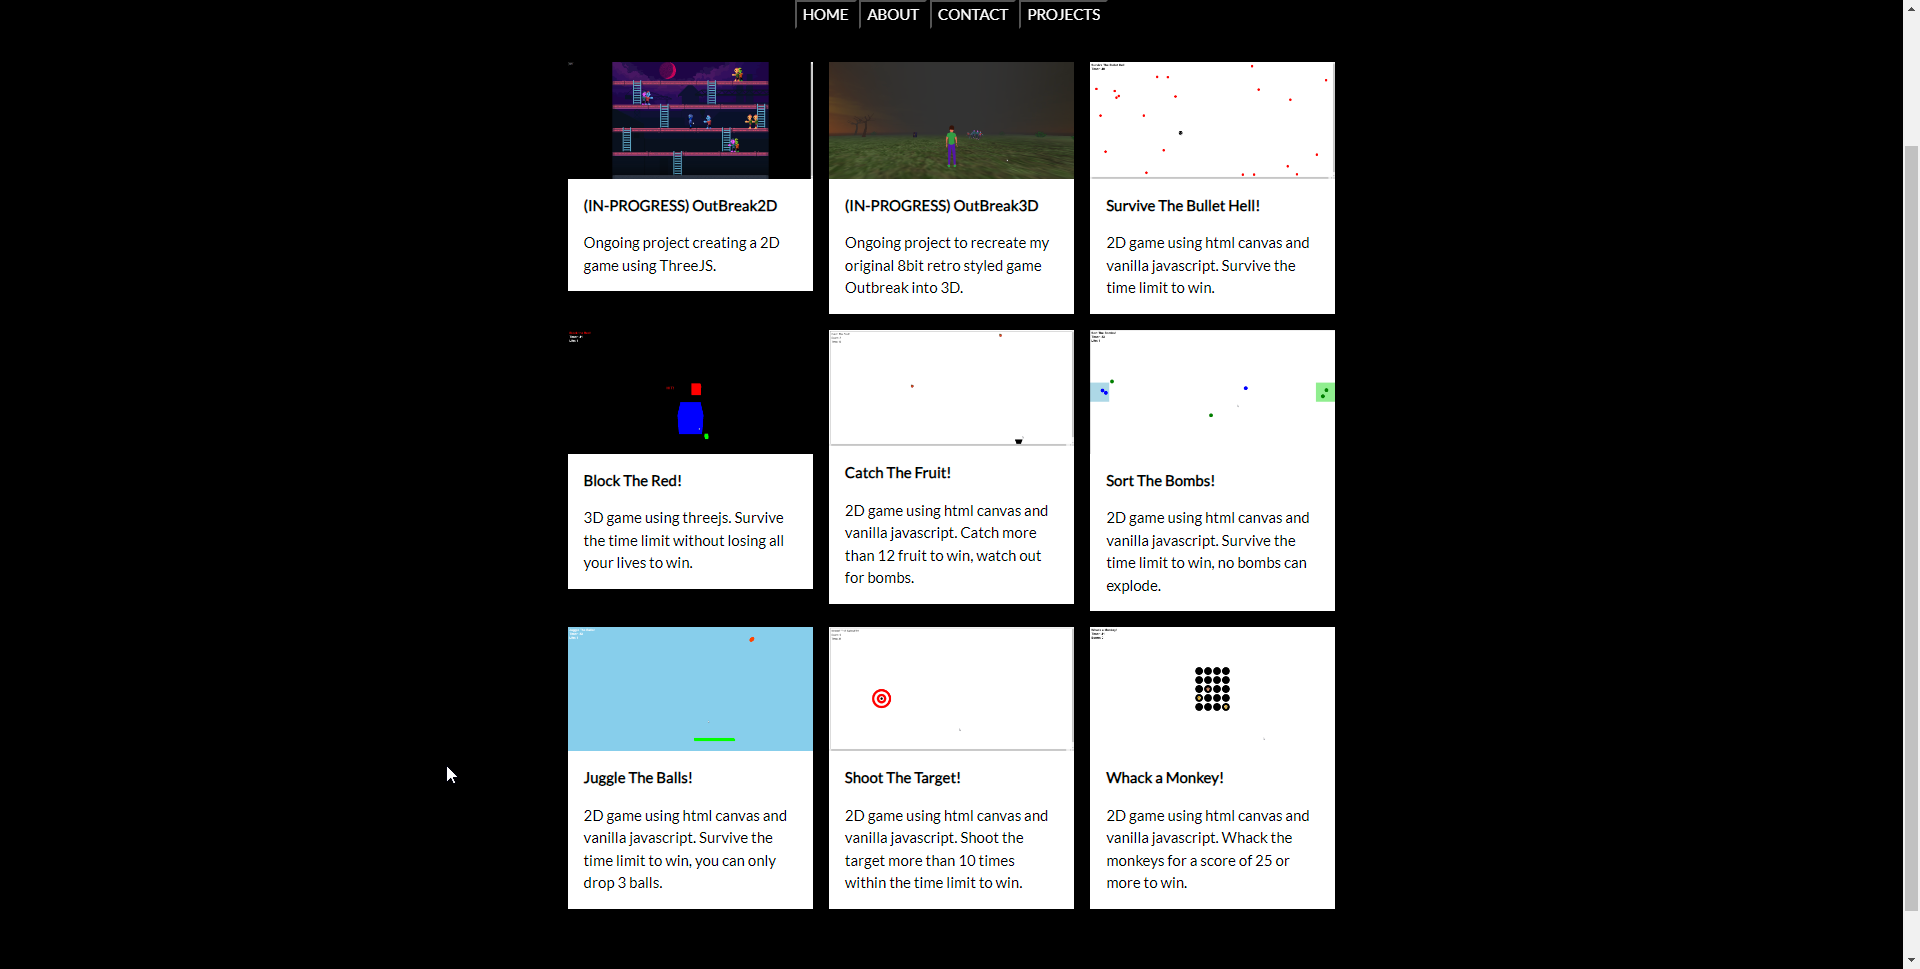 HOME ABOUT CONTACT PROJECTS
(IN-PROGRESS) OutBreak2D
Ongoing project creating a 2D
game using ThreeJS.
(IN-PROGRESS) OutBreak3D
Ongoing project to recreate my
original 8bit retro styled game
Outbreak into 3D.
Survive The Bullet Hell!
2D game using html canvas and
vanilla javascript. Survive the
time limit to win.
Block The Red!
3D game using threejs. Survive
the time limit without losing all
your lives to win.
Catch The Fruit!
2D game using html canvas and
vanilla javascript. Catch more
than 12 fruit to win, watch out
for bombs.
Sort The Bombs!
2D game using html canvas and
vanilla javascript. Survive the
time limit to win, no bombs can
explode.
Juggle The Balls!
2D game using html canvas and
vanilla javascript. Survive the
time limit to win, you can only
drop 3 balls.
Shoot The Target!
2D game using html canvas and
vanilla javascript. Shoot the
target more than 10 times
within the time limit to win.
Whack a Monkey!
2D game using html canvas and
vanilla javascript. Whack the
monkeys for a score of 25 or
more to win.